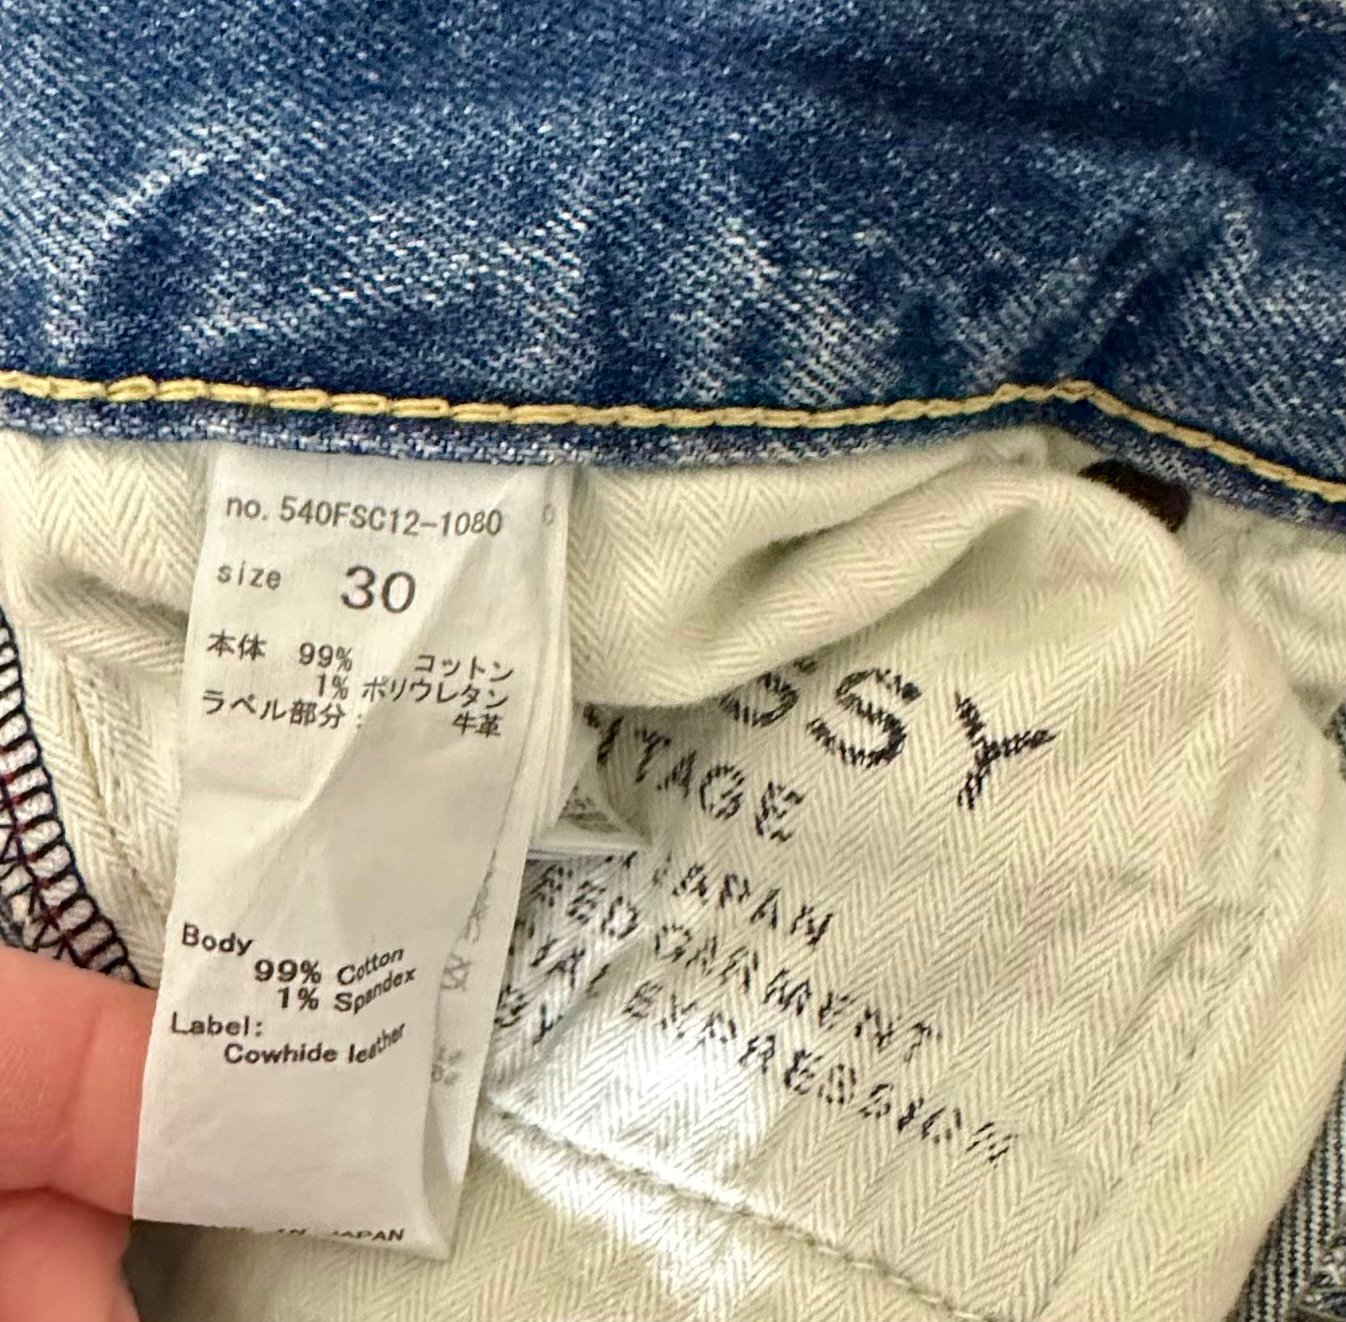 no. 540FSC12-1080
size 30
本体 99% コットン
1% ポリウレタン
ラベル部分: 牛革
Body
99% Cotton
1% Spandex
Label:
Cowhide leather
JAPAN
SSY
TAGE
JAPAN
GARMENT
EXPRESSION